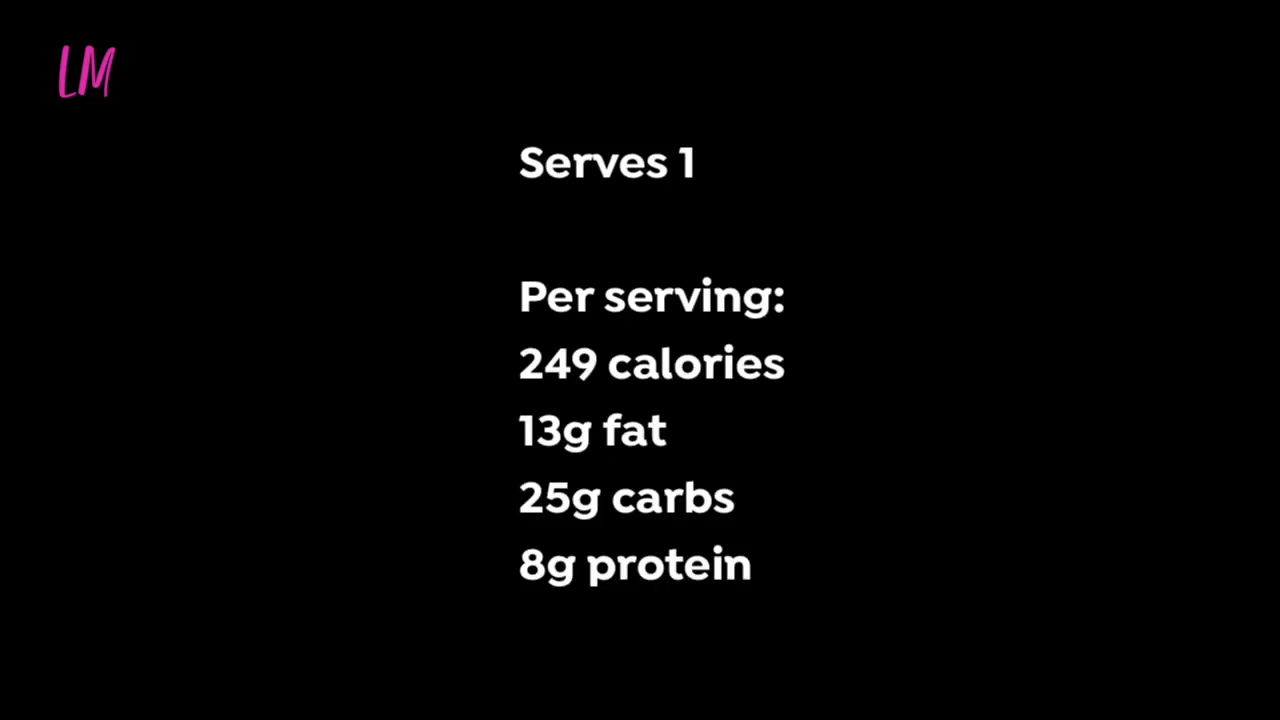 LM
Serves 1
Per serving:
249 calories
13g fat
25g carbs
8g protein